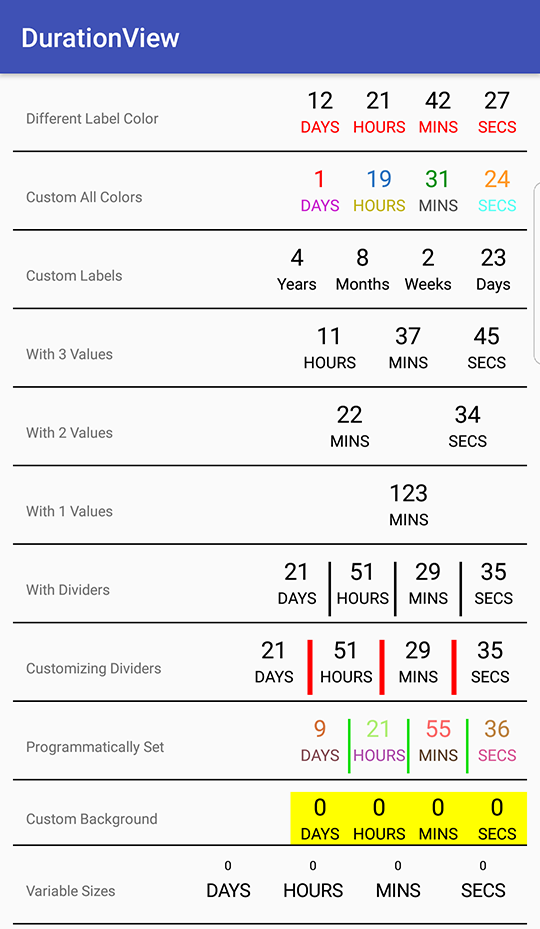 DurationView
12 21 42 27
Different Label Color
DAYS HOURS MINS SECS
1 19 31 24
Custom All Colors
DAYS HOURS MINS SECS
4 8 2 23
Custom Labels
Years Months Weeks Days
11 37 45
With 3 Values
HOURS MINS SECS
22 34
With 2 Values
MINS SECS
123
With 1 Values
MINS
21 51 29 35
With Dividers
DAYS HOURS MINS SECS
21 51 29 35
Customizing Dividers
DAYS HOURS MINS SECS
9 21 55 36
Programmatically Set
DAYS HOURS MINS SECS
0 0 0 0
Custom Background
DAYS HOURS MINS SECS
0 0 0 0
Variable Sizes
DAYS HOURS MINS SECS